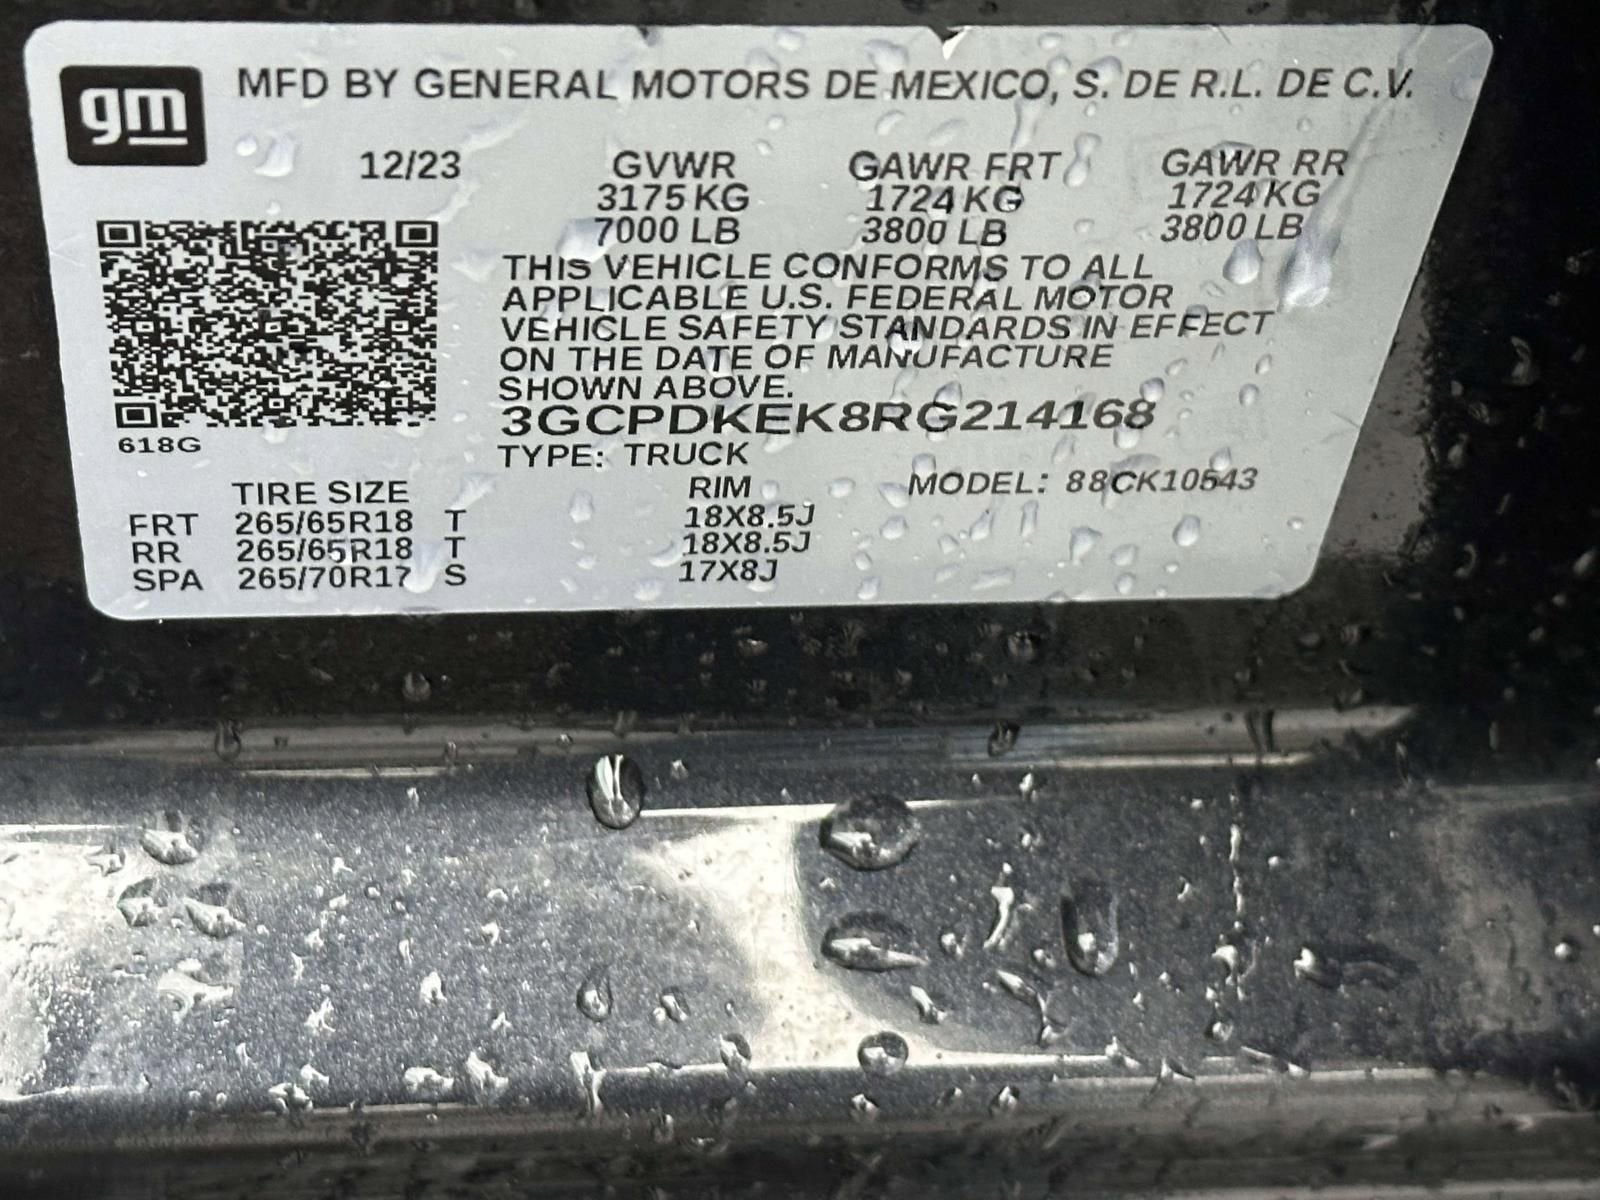 gm
MFD BY GENERAL MOTORS DE MEXICO, S. DE R.L. DE C.V.
12/23 GVWR GAWR FRT GAWR RR
3175 KG 1724 KG 1724 KG
7000 LB 3800 LB 3800 LB
THIS VEHICLE CONFORMS TO ALL
APPLICABLE U.S. FEDERAL MOTOR
VEHICLE SAFETY STANDARDS IN EFFECT
ON THE DATE OF MANUFACTURE
SHOWN ABOVE.
3GCPDKEK8RG214168
618G
TYPE: TRUCK
TIRE SIZE RIM MODEL: 88CK10543
FRT 265/65R18 T 18X8.5J
RR 265/65R18 T 18X8.5J
SPA 265/70R17 S 17X8J